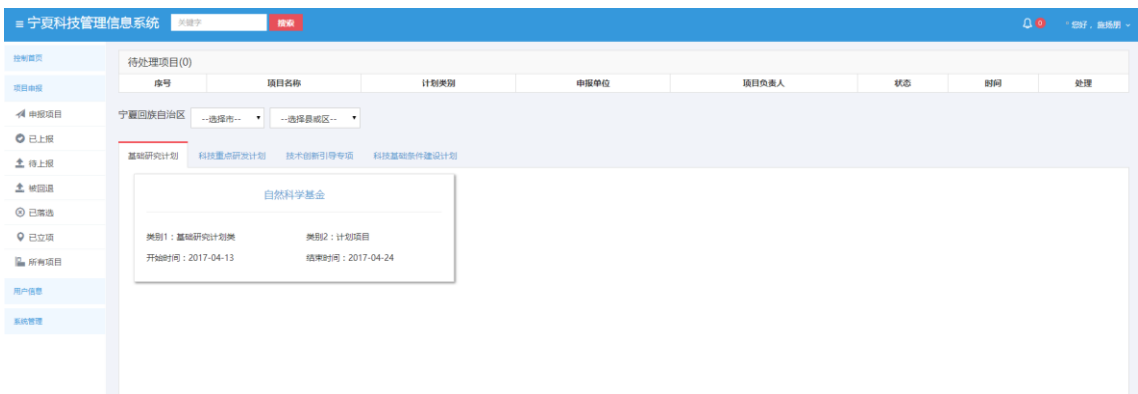 宁夏科技管理信息系统 关键字 搜索 0 您好，
控制首页
待处理项目(0)
序号 项目名称 计划类别 申报单位 项目负责人 状态 时间 处理
项目申报
申报项目
宁夏回族自治区 --选择市-- --选择县或区--
已上报
待上报
基础研究计划 科技重点研发计划 技术创新引导专项 科技基础条件建设计划
被回退
自然科学基金
已落选
已立项
类别1：基础研究计划类 类别2：计划项目
所有项目
开始时间：2017-04-13 结束时间：2017-04-24
用户信息
系统管理